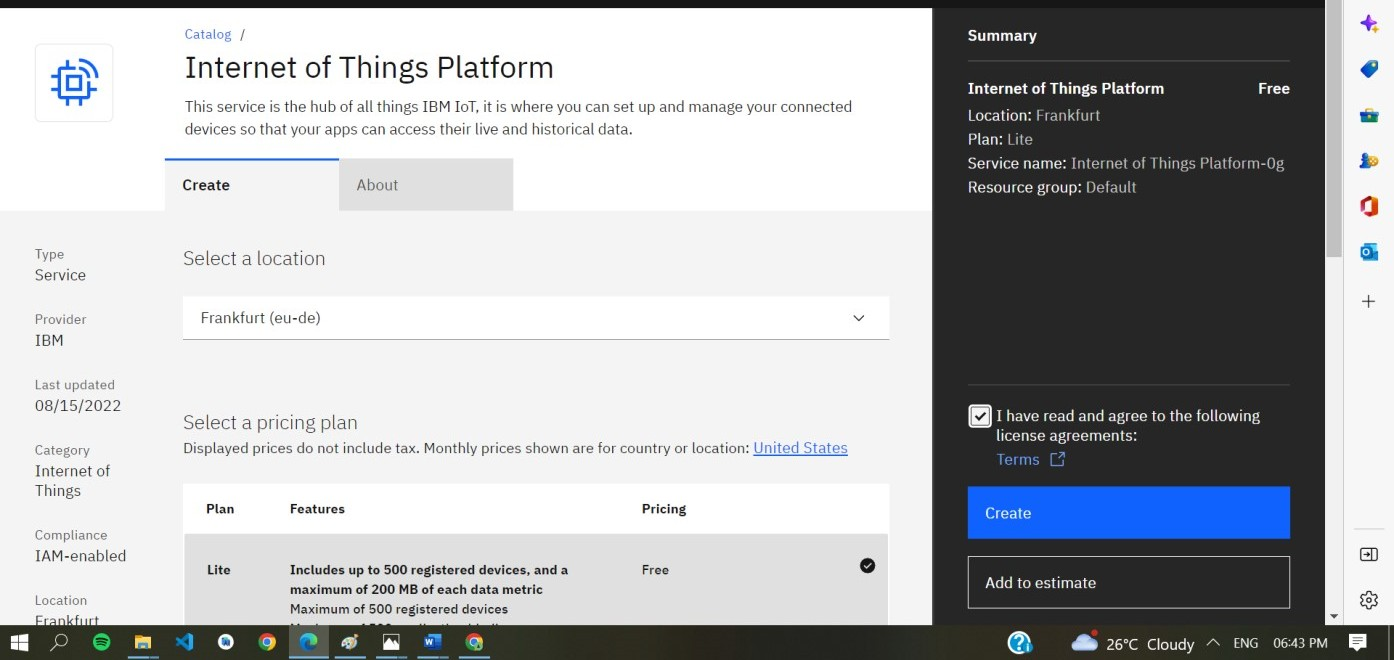 Catalog /
Internet of Things Platform
This service is the hub of all things IBM IoT, it is where you can set up and manage your connected
devices so that your apps can access their live and historical data.
Create
About
Type
Service
Provider
IBM
Last updated
08/15/2022
Category
Internet of
Things
Compliance
IAM-enabled
Location
Frankfurt
Select a location
Frankfurt (eu-de)
Select a pricing plan
Displayed prices do not include tax. Monthly prices shown are for country or location: United States
Plan Features Pricing
Lite Includes up to 500 registered devices, and a Free
maximum of 200 MB of each data metric
Maximum of 500 registered devices
Summary
Internet of Things Platform Free
Location: Frankfurt
Plan: Lite
Service name: Internet of Things Platform-0g
Resource group: Default
I have read and agree to the following
license agreements:
Terms
Create
Add to estimate
26°C Cloudy ENG 06:43 PM